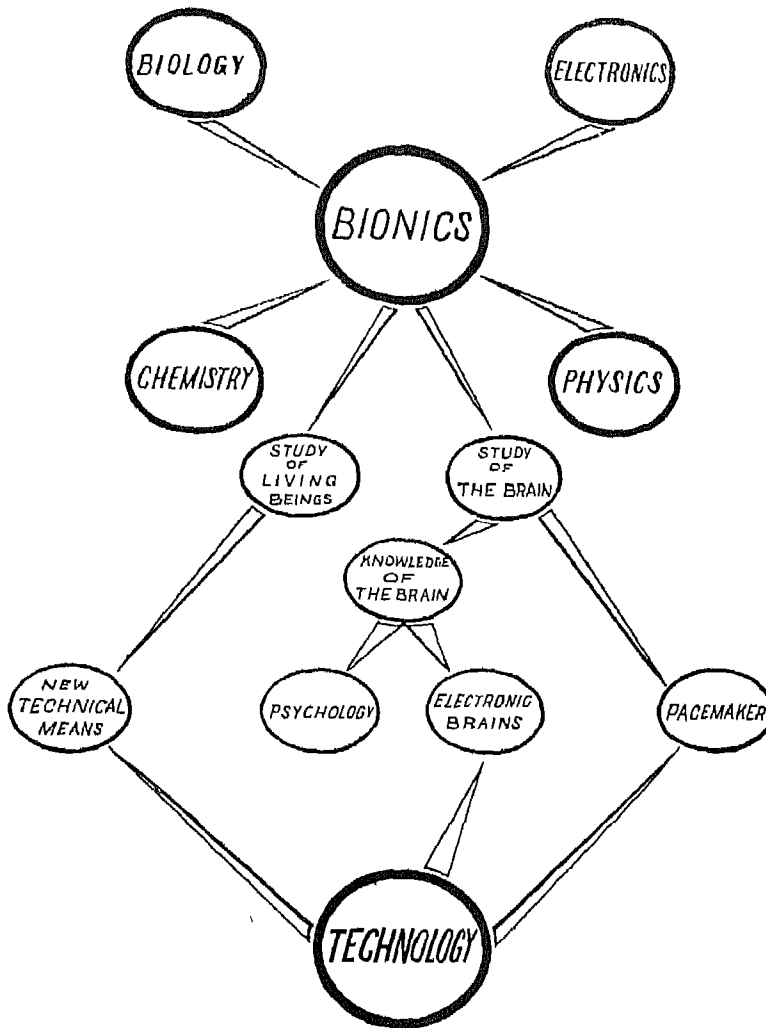 BIOLOGY
ELECTRONICS
BIONICS
CHEMISTRY
PHYSICS
STUDY
OF
LIVING
BEINGS
STUDY
OF
THE BRAIN
KNOWLEDGE
OF
THE BRAIN
NEW
TECHNICAL
MEANS
PSYCHOLOGY
ELECTRONIC
BRAINS
PACEMAKER
TECHNOLOGY